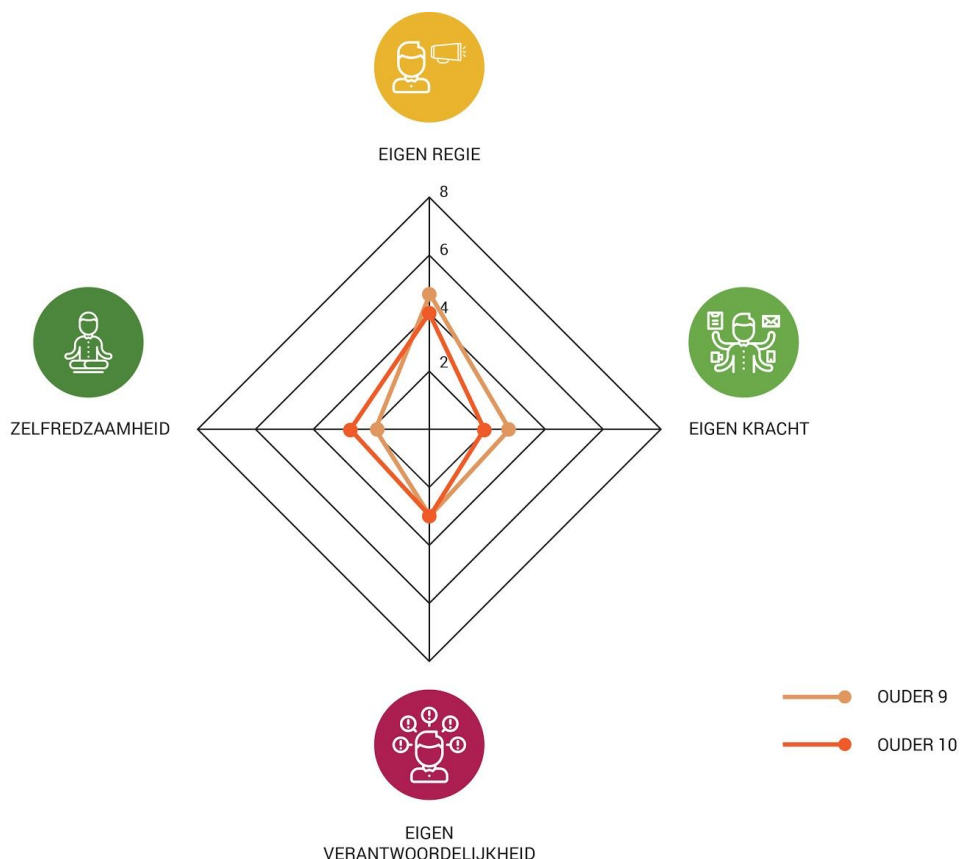 EIGEN REGIE
8
6
4
2
ZELFREDZAAMHEID
EIGEN KRACHT
OUDER 9
OUDER 10
EIGEN
VERANTWOORDELIJKHEID